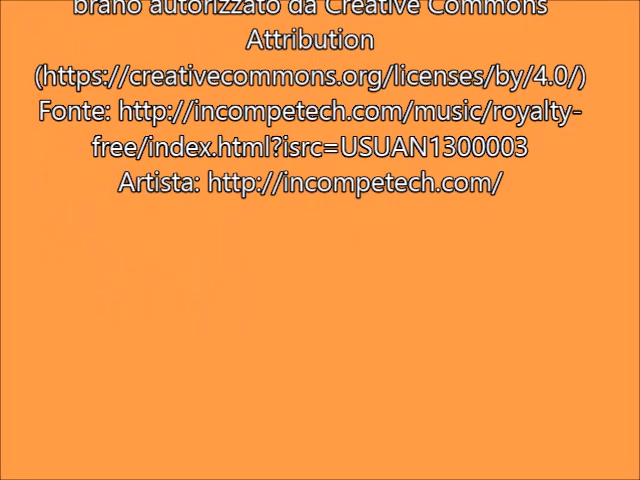 brano autorizzato da Creative Commons
Attribution
(https://creativecommons.org/licenses/by/4.0/)
Fonte: http://incompetech.com/music/royalty-
free/index.html?isrc=USUAN1300003
Artista: http://incompetech.com/